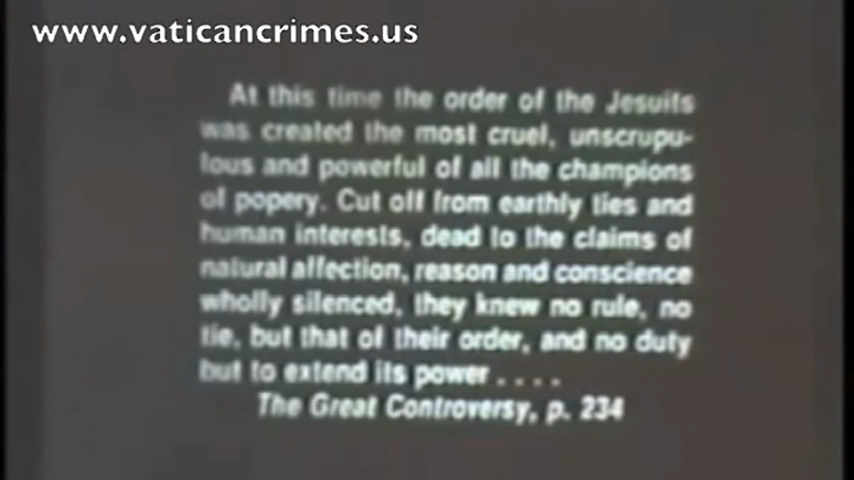 www.vaticancrimes.us
At this time the order of the Jesuits
was created the most cruel, unscrupu-
lous and powerful of all the champions
of popery. Cut off from earthly ties and
human interests, dead to the claims of
natural affection, reason and conscience
wholly silenced, they knew no rule, no
tie, but that of their order, and no duty
but to extend its power . . . .
The Great Controversy, p. 234